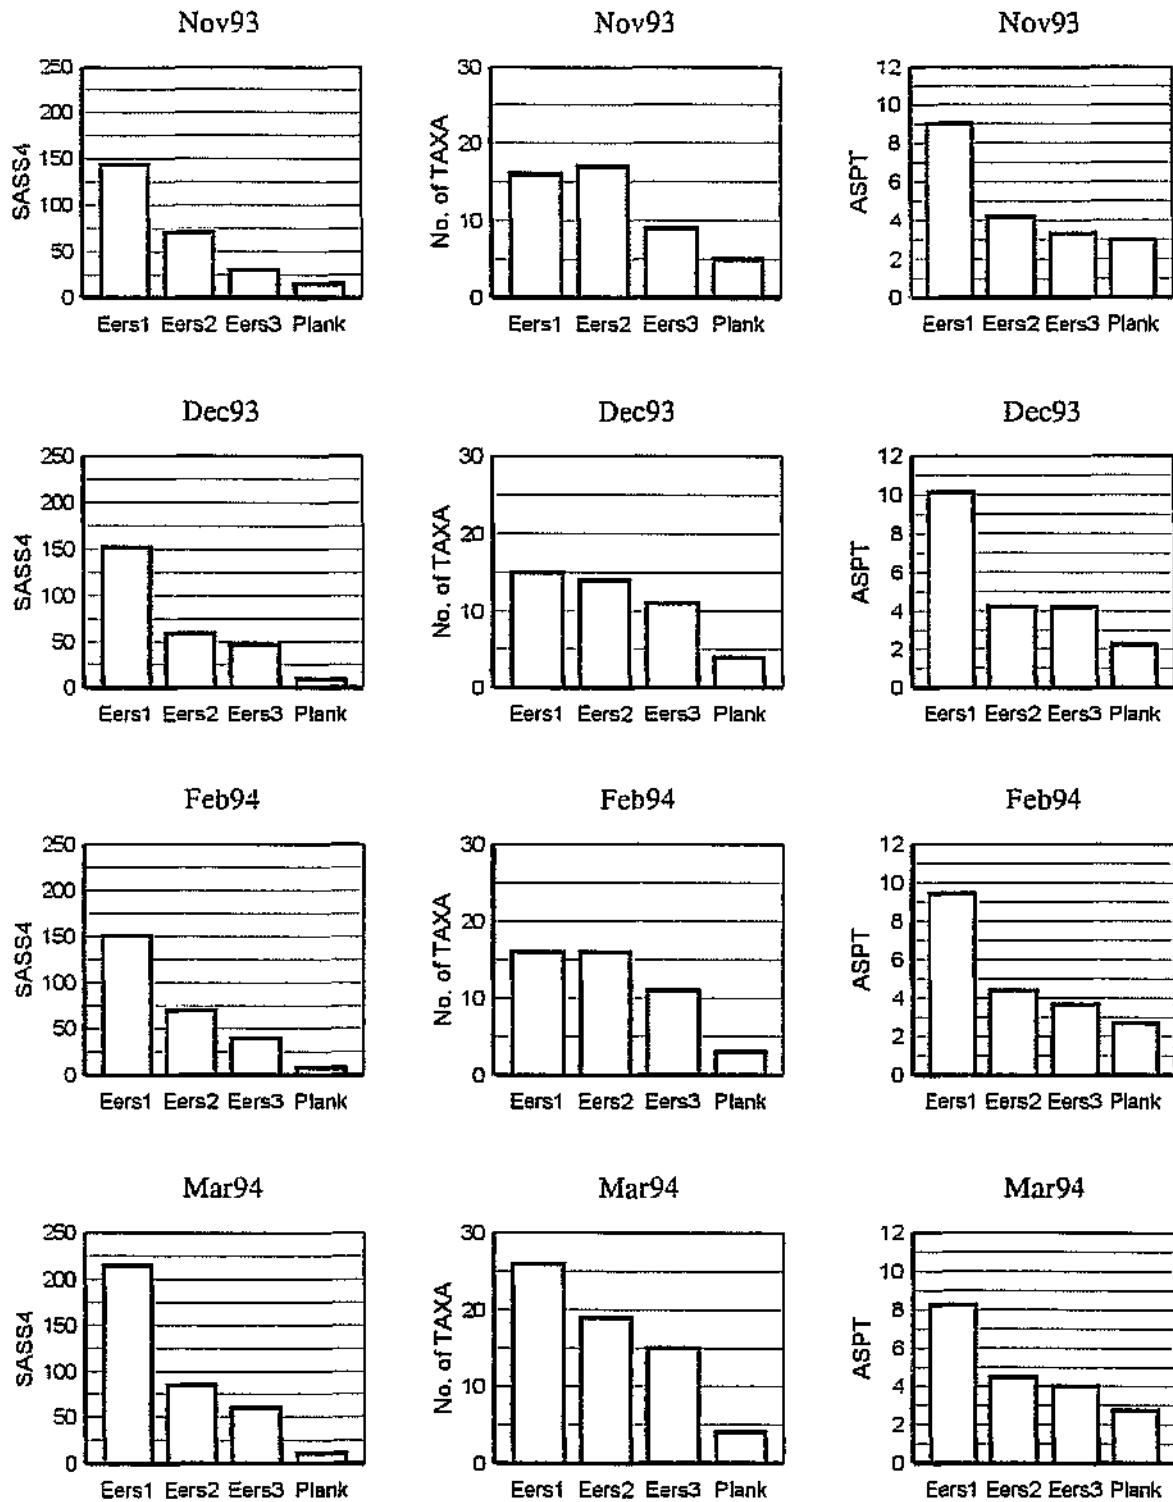 Nov93 Nov93 Nov93
250 30 12
200 10
150 20 8
SASS4 No. of TAXA ASPT
100 10 6
50 4
2
0 0 0
Eers1 Eers2 Eers3 Plank Eers1 Eers2 Eers3 Plank Eers1 Eers2 Eers3 Plank
Dec93 Dec93 Dec93
250 30 12
200 10
150 20 8
SASS4 No. of TAXA ASPT
100 10 6
50 4
2
0 0 0
Eers1 Eers2 Eers3 Plank Eers1 Eers2 Eers3 Plank Eers1 Eers2 Eers3 Plank
Feb94 Feb94 Feb94
250 30 12
200 10
150 20 8
SASS4 No. of TAXA ASPT
100 10 6
50 4
2
0 0 0
Eers1 Eers2 Eers3 Plank Eers1 Eers2 Eers3 Plank Eers1 Eers2 Eers3 Plank
Mar94 Mar94 Mar94
250 30 12
200 10
150 20 8
SASS4 No. of TAXA ASPT
100 10 6
50 4
2
0 0 0
Eers1 Eers2 Eers3 Plank Eers1 Eers2 Eers3 Plank Eers1 Eers2 Eers3 Plank